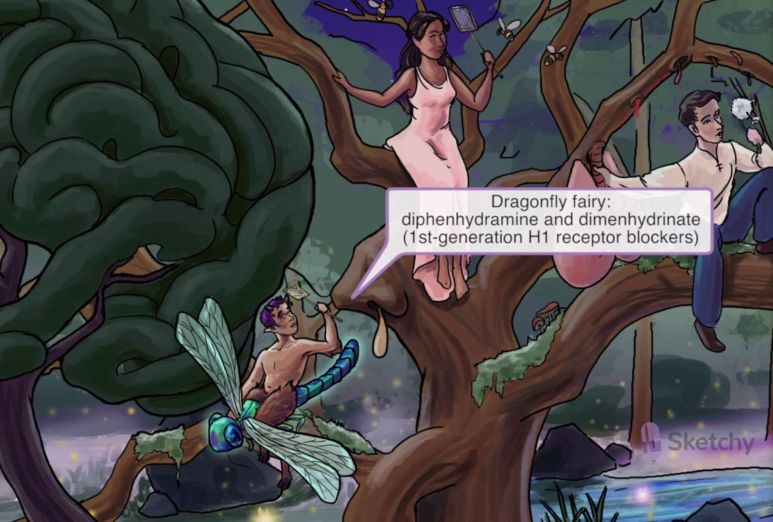 Dragonfly fairy:
diphenhydramine and dimenhydrinate
(1st-generation H1 receptor blockers)
Sketchy